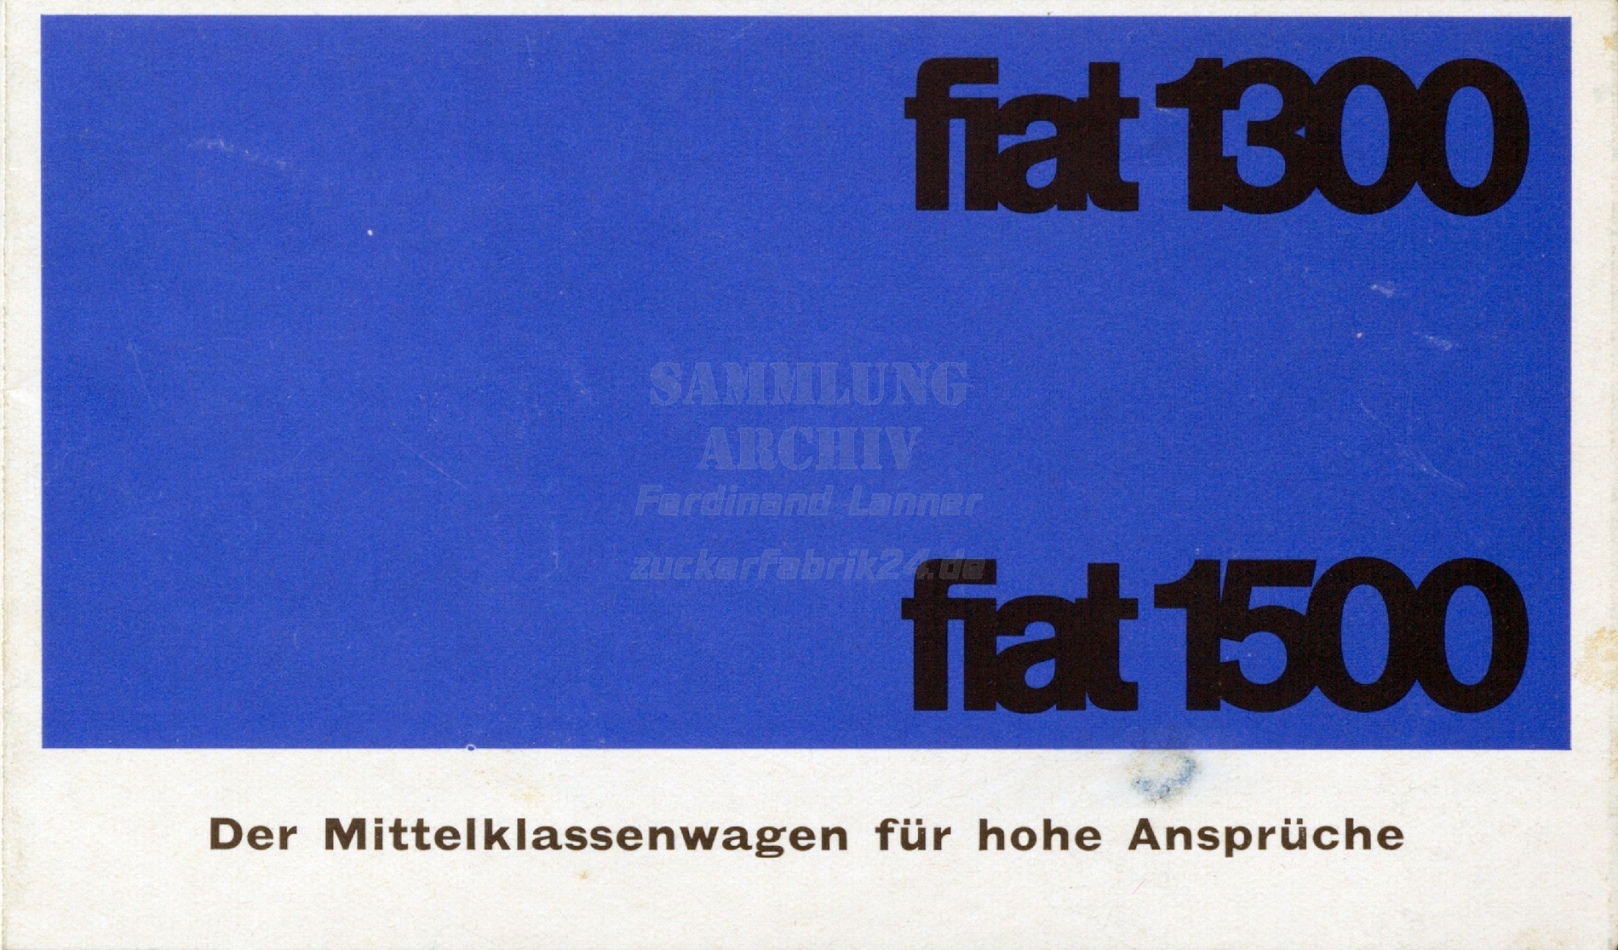 fiat 1300
SAMMLUNG
ARCHIV
Ferdinand Lanner
zuckerfabrik24.de
fiat 1500
Der Mittelklassenwagen für hohe Ansprüche